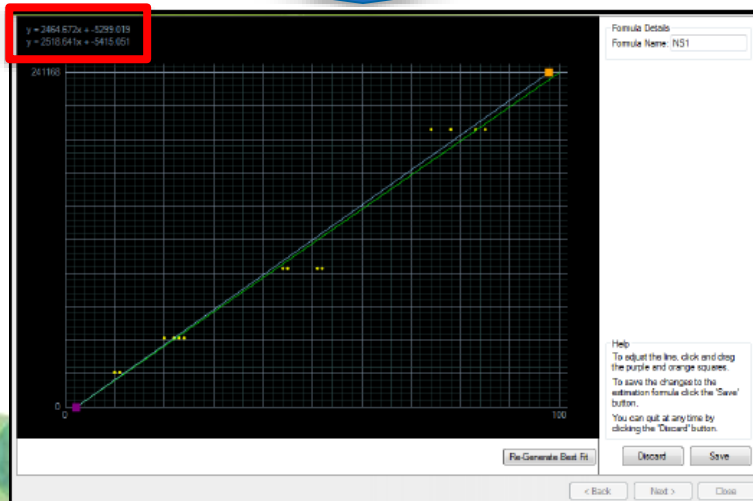 y = 2464.672x + -5299.019
y = 2518.641x + -5415.051
241168
0
0
100
Formula Details
Formula Name: NS1
Help
To adjust the line, click and drag
the purple and orange squares.
To save the changes to the
estimation formula click the 'Save'
button.
You can quit at any time by
clicking the 'Discard' button.
Re-Generate Best Fit
Discard
Save
< Back
Next >
Close